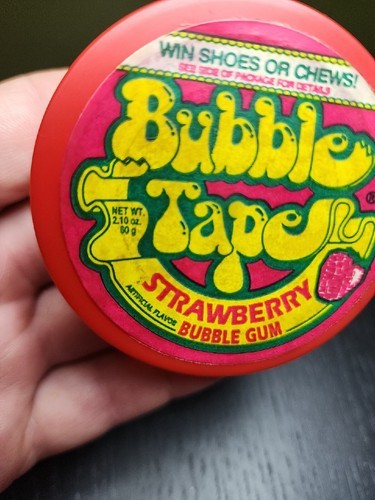 WIN SHOES OR CHEWS!
SEE SIDE OF PACKAGE FOR DETAILS
Bubble
Tape
®
NET WT.
2.10 oz.
60 g
STRAWBERRY
ARTIFICIAL FLAVOR
BUBBLE GUM